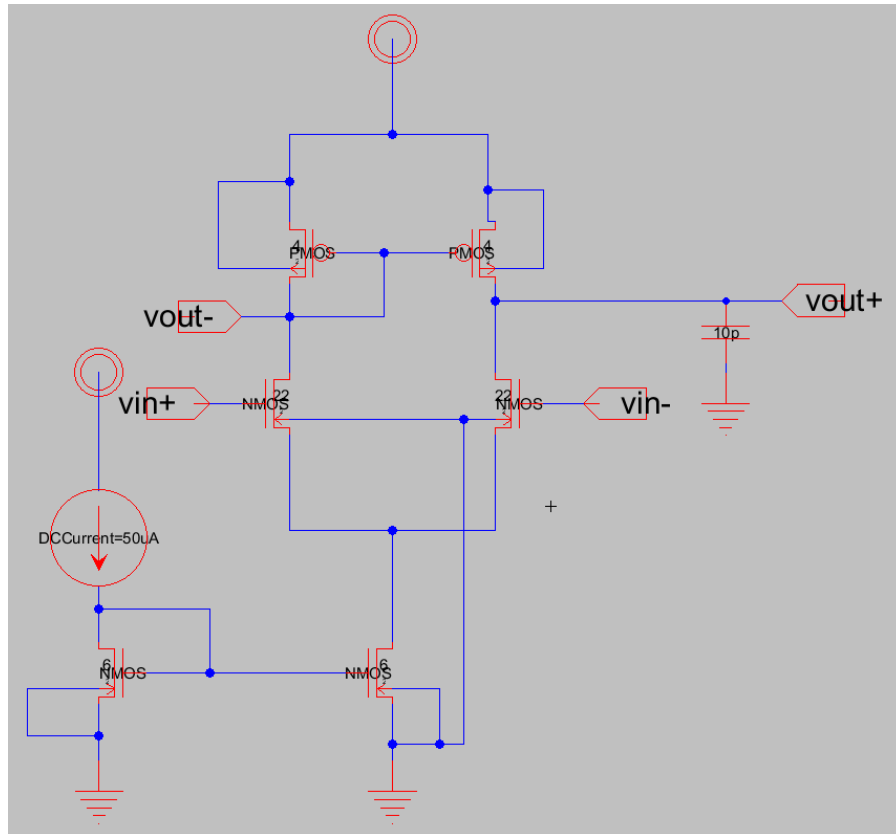 4
PMOS
4
PMOS
vout-
vout+
10p
22
NMOS
22
NMOS
vin+
vin-
DCCurrent=50uA
6
NMOS
6
NMOS